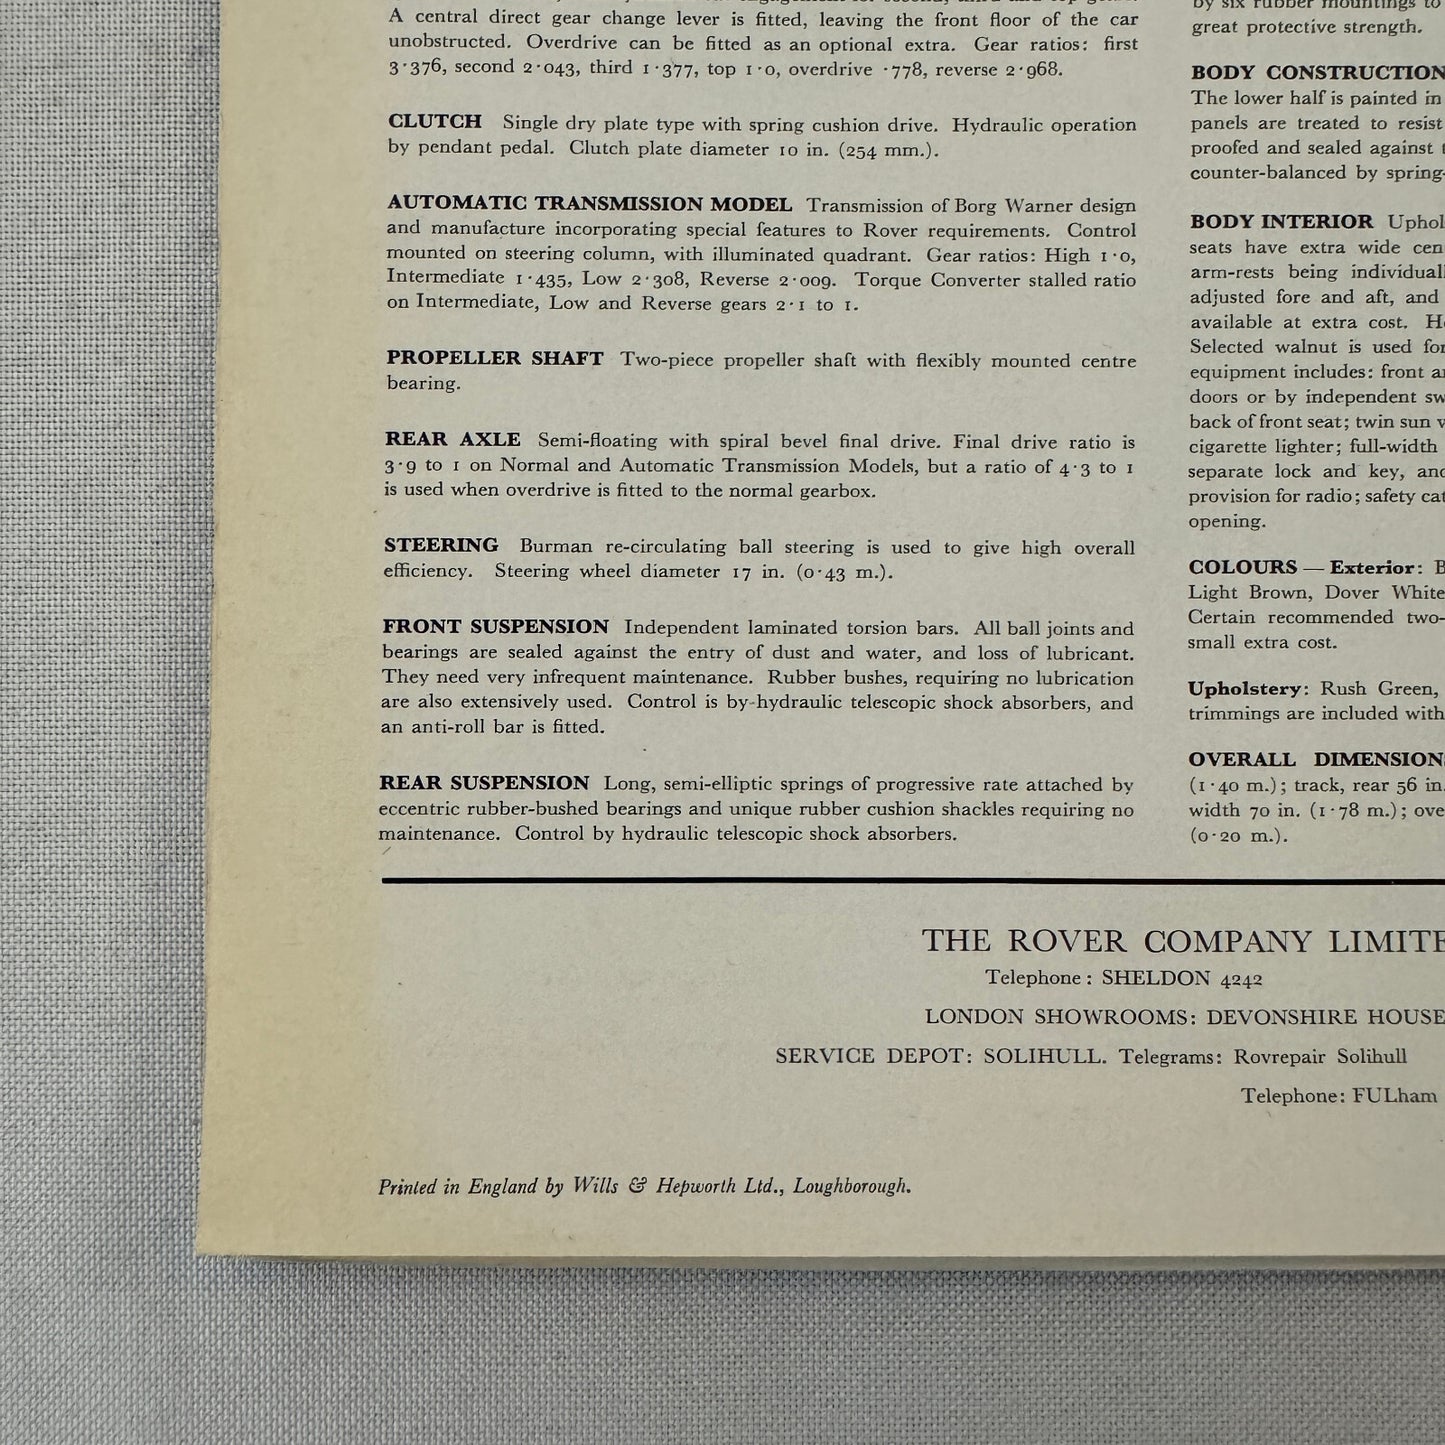 A central direct gear change lever is fitted, leaving the front floor of the car
unobstructed. Overdrive can be fitted as an optional extra. Gear ratios: first
3·376, second 2·043, third 1·377, top 1·0, overdrive ·778, reverse 2·968.
CLUTCH Single dry plate type with spring cushion drive. Hydraulic operation
by pendant pedal. Clutch plate diameter 10 in. (254 mm.).
AUTOMATIC TRANSMISSION MODEL Transmission of Borg Warner design
and manufacture incorporating special features to Rover requirements. Control
mounted on steering column, with illuminated quadrant. Gear ratios: High 1·0,
Intermediate 1·435, Low 2·308, Reverse 2·009. Torque Converter stalled ratio
on Intermediate, Low and Reverse gears 2·1 to 1.
PROPELLER SHAFT Two-piece propeller shaft with flexibly mounted centre
bearing.
REAR AXLE Semi-floating with spiral bevel final drive. Final drive ratio is
3·9 to 1 on Normal and Automatic Transmission Models, but a ratio of 4·3 to 1
is used when overdrive is fitted to the normal gearbox.
STEERING Burman re-circulating ball steering is used to give high overall
efficiency. Steering wheel diameter 17 in. (0·43 m.).
FRONT SUSPENSION Independent laminated torsion bars. All ball joints and
bearings are sealed against the entry of dust and water, and loss of lubricant.
They need very infrequent maintenance. Rubber bushes, requiring no lubrication
are also extensively used. Control is by-hydraulic telescopic shock absorbers, and
an anti-roll bar is fitted.
REAR SUSPENSION Long, semi-elliptic springs of progressive rate attached by
eccentric rubber-bushed bearings and unique rubber cushion shackles requiring no
maintenance. Control by hydraulic telescopic shock absorbers.
by six rubber mountings to
great protective strength.
BODY CONSTRUCTION
The lower half is painted in
panels are treated to resist
proofed and sealed against
counter-balanced by spring-
BODY INTERIOR Uphol
seats have extra wide cen
arm-rests being individuall
adjusted fore and aft, and
available at extra cost. H
Selected walnut is used for
equipment includes: front a
doors or by independent sw
back of front seat; twin sun v
cigarette lighter; full-width
separate lock and key, and
provision for radio; safety cat
opening.
COLOURS — Exterior: B
Light Brown, Dover White
Certain recommended two-
small extra cost.
Upholstery: Rush Green,
trimmings are included with
OVERALL DIMENSION
(1·40 m.); track, rear 56 in.
width 70 in. (1·78 m.); ove
(0·20 m.).
THE ROVER COMPANY LIMITE
Telephone: SHELDON 4242
LONDON SHOWROOMS: DEVONSHIRE HOUSE
SERVICE DEPOT: SOLIHULL. Telegrams: Rovrepair Solihull
Telephone: FULham
Printed in England by Wills & Hepworth Ltd., Loughborough.